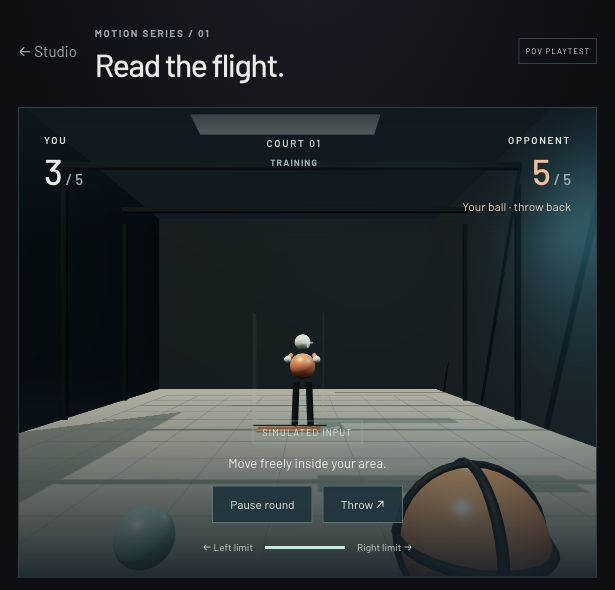 MOTION SERIES / 01
← Studio
Read the flight.
POV PLAYTEST
YOU
3 / 5
COURT 01
TRAINING
OPPONENT
5 / 5
Your ball · throw back
SIMULATED INPUT
Move freely inside your area.
Pause round
Throw ↗
← Left limit
Right limit →